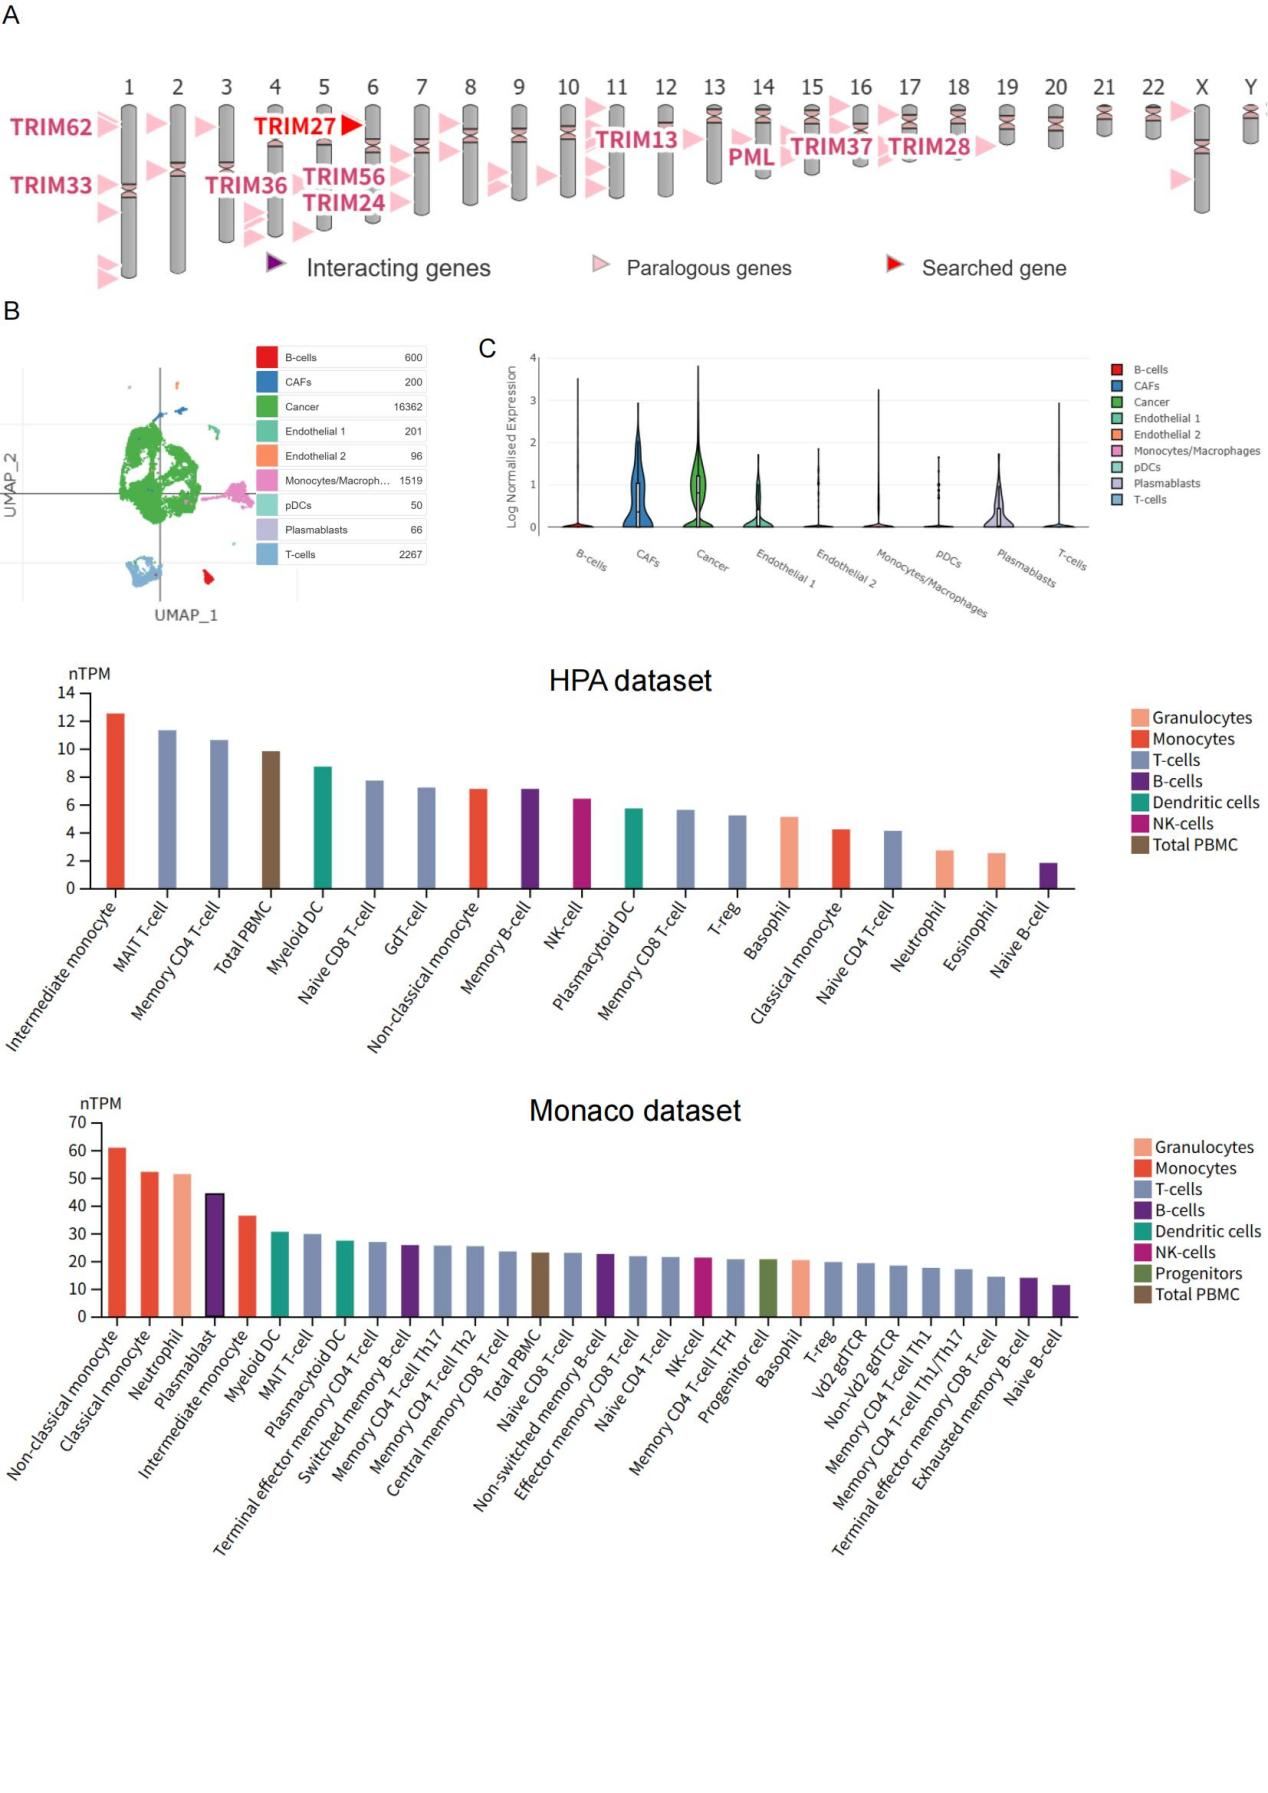 A
1 2 3 4 5 6 7 8 9 10 11 12 13 14 15 16 17 18 19 20 21 22 X Y
TRIM62
TRIM27
TRIM13
PML
TRIM37
TRIM28
TRIM33
TRIM36
TRIM56
TRIM24
Interacting genes
Paralogous genes
Searched gene
B
UMAP_2
UMAP_1
B-cells 600
CAFs 200
Cancer 16362
Endothelial 1 201
Endothelial 2 96
Monocytes/Macroph... 1519
pDCs 50
Plasmablasts 66
T-cells 2267
C
Log Normalised Expression
4
3
2
1
0
B-cells
CAFs
Cancer
Endothelial 1
Endothelial 2
Monocytes/Macrophages
pDCs
Plasmablasts
T-cells
B-cells
CAFs
Cancer
Endothelial 1
Endothelial 2
Monocytes/Macrophages
pDCs
Plasmablasts
T-cells
HPA dataset
nTPM
14
12
10
8
6
4
2
0
Intermediate monocyte
MAIT T-cell
Memory CD4 T-cell
Total PBMC
Myeloid DC
Naive CD8 T-cell
GdT-cell
Non-classical monocyte
Memory B-cell
NK-cell
Plasmacytoid DC
Memory CD8 T-cell
T-reg
Basophil
Classical monocyte
Naive CD4 T-cell
Neutrophil
Eosinophil
Naive B-cell
Granulocytes
Monocytes
T-cells
B-cells
Dendritic cells
NK-cells
Total PBMC
Monaco dataset
nTPM
70
60
50
40
30
20
10
0
Non-classical monocyte
Classical monocyte
Neutrophil
Plasmablast
Intermediate monocyte
Myeloid DC
MAIT T-cell
Plasmacytoid DC
Terminal effector memory CD4 T-cell
Switched memory B-cell
Memory CD4 T-cell Th17
Memory CD4 T-cell Th2
Central memory CD8 T-cell
Total PBMC
Naive CD8 T-cell
Non-switched memory B-cell
Effector memory CD8 T-cell
Naive CD4 T-cell
NK-cell
Memory CD4 T-cell TFH
Progenitor cell
Basophil
T-reg
Vd2 gdTCR
Non-Vd2 gdTCR
Memory CD4 T-cell Th1
Memory CD4 T-cell Th1/Th17
Terminal effector memory CD8 T-cell
Exhausted memory B-cell
Naive B-cell
Granulocytes
Monocytes
T-cells
B-cells
Dendritic cells
NK-cells
Progenitors
Total PBMC